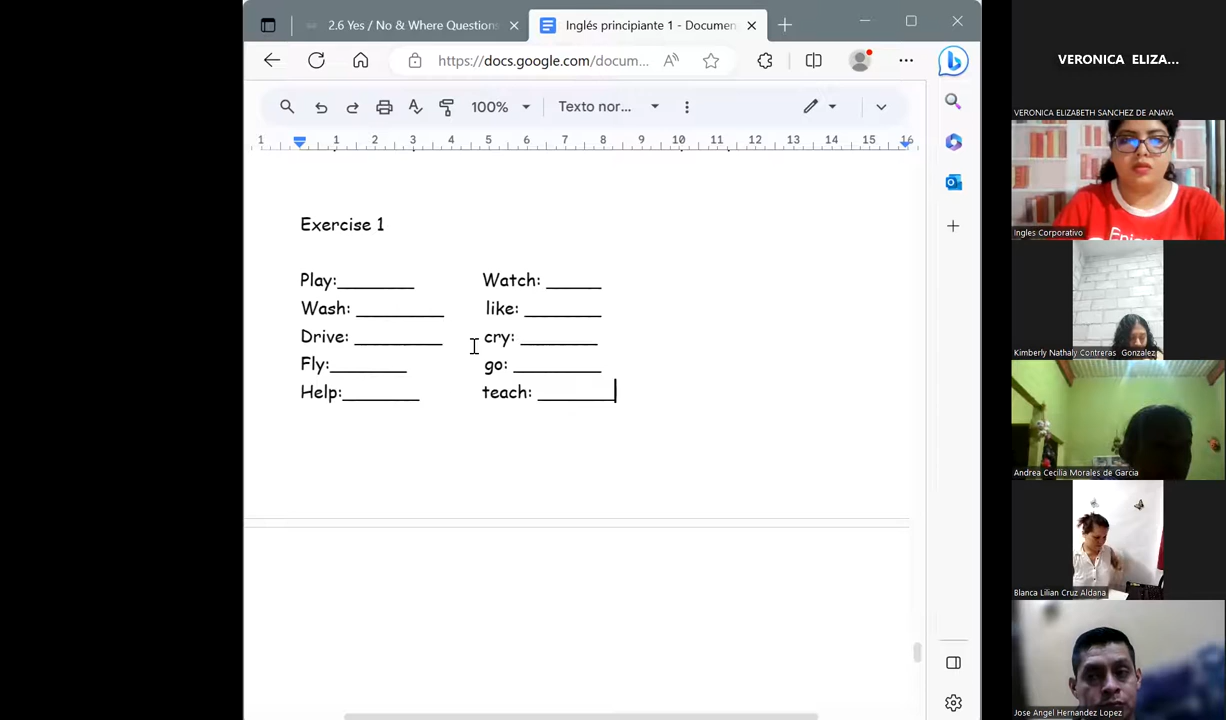 2.6 Yes / No & Where Questions
Inglés principiante 1 - Documen
https://docs.google.com/docum...
100%
Texto nor...
1 1 2 3 4 5 6 7 8 9 10 11 12 13 14 15 16
Exercise 1
Play:________ Watch: ______
Wash: _________ like: ________
Drive: _________ cry: ________
Fly:________ go: _________
Help:________ teach: ________
VERONICA ELIZA...
VERONICA ELIZABETH SANCHEZ DE ANAYA
Enjoy
Ingles Corporativo
Kimberly Nathaly Contreras Gonzalez
Andrea Cecilia Morales de Garcia
Blanca Lilian Cruz Aldana
Jose Angel Hernandez Lopez